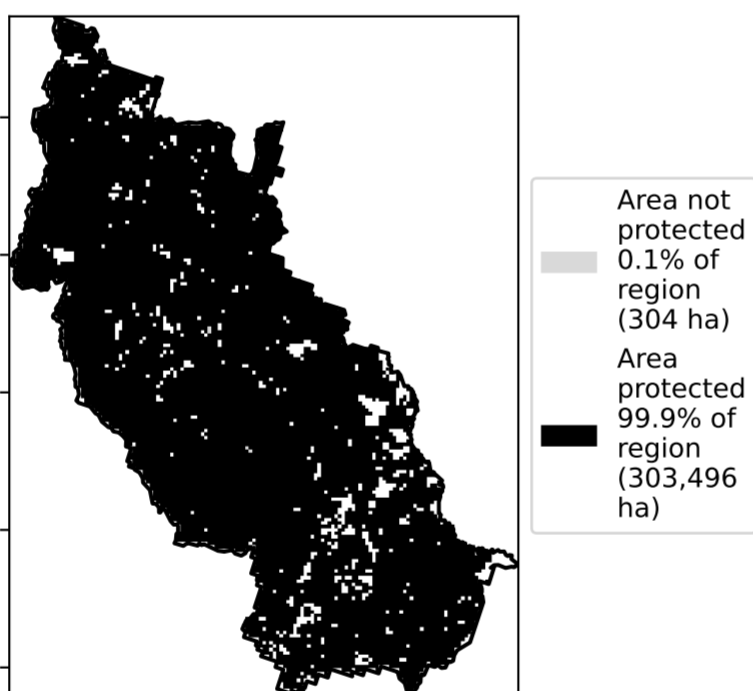 Area not
protected
0.1% of
region
(304 ha)
Area
protected
99.9% of
region
(303,496
ha)